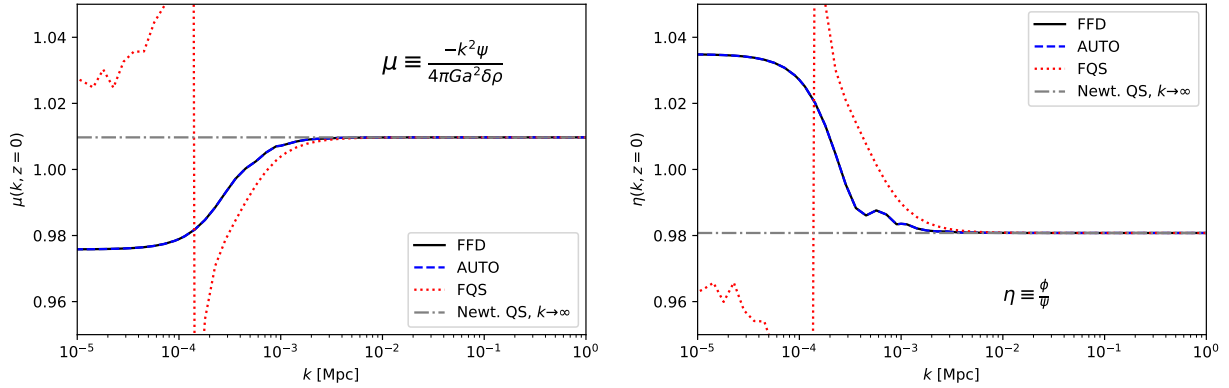 1.04
1.02
1.00
0.98
0.96
μ(k, z = 0)
μ ≡ −k²ψ / 4πGa²δρ
FFD
AUTO
FQS
Newt. QS, k→∞
10⁻⁵ 10⁻⁴ 10⁻³ 10⁻² 10⁻¹ 10⁰
k [Mpc]
1.04
1.02
1.00
0.98
0.96
η(k, z = 0)
FFD
AUTO
FQS
Newt. QS, k→∞
η ≡ ϕ/ψ
10⁻⁵ 10⁻⁴ 10⁻³ 10⁻² 10⁻¹ 10⁰
k [Mpc]